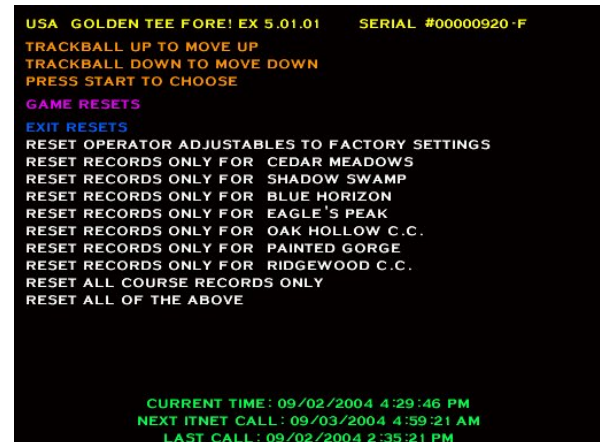 USA GOLDEN TEE FORE! EX 5.01.01 SERIAL #00000920-F
TRACKBALL UP TO MOVE UP
TRACKBALL DOWN TO MOVE DOWN
PRESS START TO CHOOSE
GAME RESETS
EXIT RESETS
RESET OPERATOR ADJUSTABLES TO FACTORY SETTINGS
RESET RECORDS ONLY FOR CEDAR MEADOWS
RESET RECORDS ONLY FOR SHADOW SWAMP
RESET RECORDS ONLY FOR BLUE HORIZON
RESET RECORDS ONLY FOR EAGLE'S PEAK
RESET RECORDS ONLY FOR OAK HOLLOW C.C.
RESET RECORDS ONLY FOR PAINTED GORGE
RESET RECORDS ONLY FOR RIDGEWOOD C.C.
RESET ALL COURSE RECORDS ONLY
RESET ALL OF THE ABOVE
CURRENT TIME: 09/02/2004 4:29:46 PM
NEXT ITNET CALL: 09/03/2004 4:59:21 AM
LAST CALL: 09/02/2004 2:35:21 PM